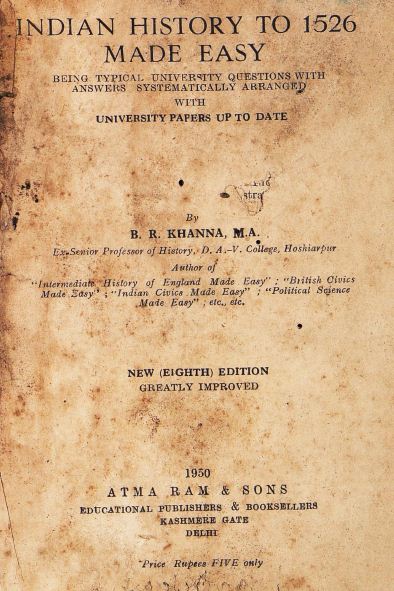 INDIAN HISTORY TO 1526
MADE EASY
BEING TYPICAL UNIVERSITY QUESTIONS WITH
ANSWERS SYSTEMATICALLY ARRANGED
WITH
UNIVERSITY PAPERS UP TO DATE
By
B. R. KHANNA, M.A.
Ex-Senior Professor of History, D. A.-V. College, Hoshiarpur
Author of
"Intermediate History of England Made Easy" ; "British Civics
Made Easy" ; "Indian Civics Made Easy" ; "Political Science
Made Easy" ; etc., etc.
NEW (EIGHTH) EDITION
GREATLY IMPROVED
1950
ATMA RAM & SONS
EDUCATIONAL PUBLISHERS & BOOKSELLERS
KASHMERE GATE
DELHI
Price Rupees FIVE only